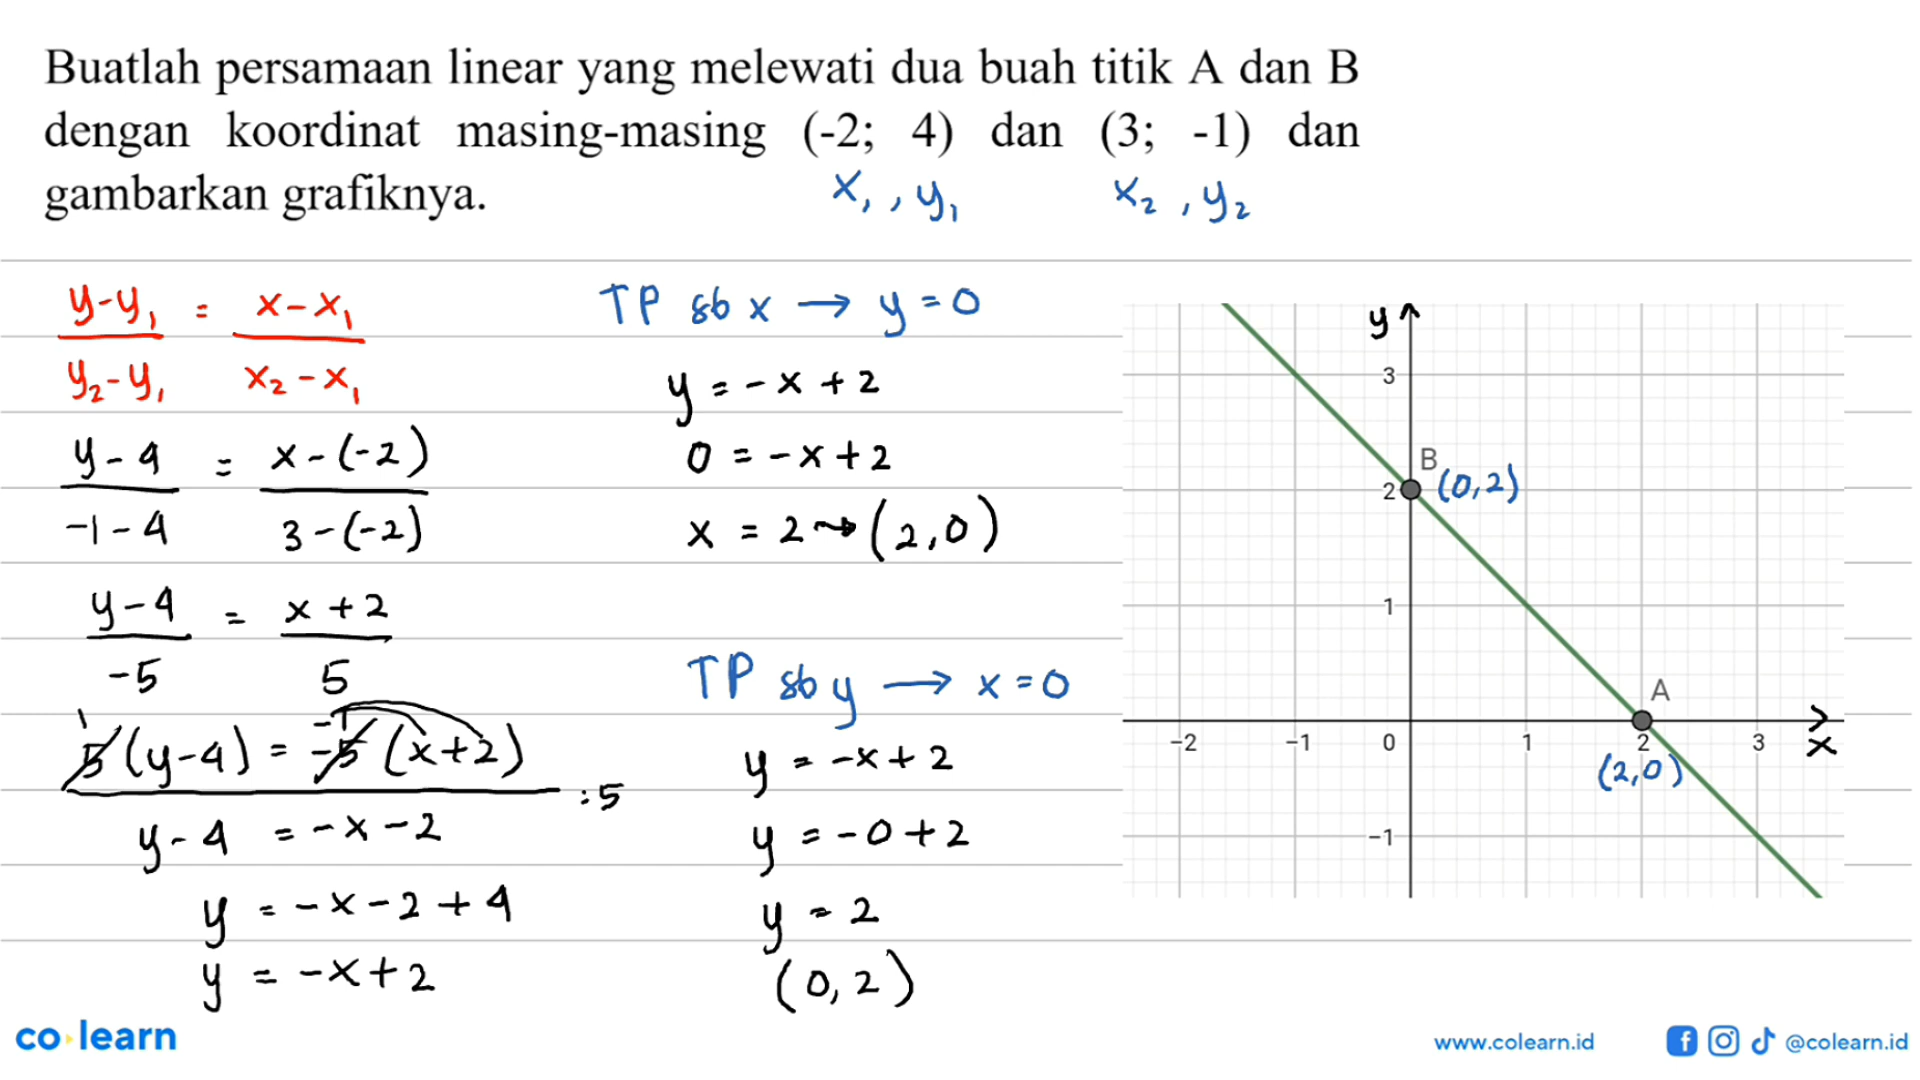 Buatlah persamaan linear yang melewati dua buah titik A dan B
dengan koordinat masing-masing (-2; 4) dan (3; -1) dan
gambarkan grafiknya.
x₁ , y₁ x₂ , y₂
y-y₁ / y₂-y₁ = x-x₁ / x₂-x₁
y-4 / -1-4 = x-(-2) / 3-(-2)
y-4 / -5 = x+2 / 5
1 -1
5(y-4) = -5(x+2) :5
y-4 = -x-2
y = -x-2+4
y = -x+2
TP sb x → y=0
y = -x+2
0 = -x+2
x = 2 → (2,0)
TP sb y → x=0
y = -x+2
y = -0+2
y = 2
(0,2)
y
3
B
2 (0,2)
1
A
-2 -1 0 1 2 3 x
(2,0)
-1
co learn
www.colearn.id @colearn.id